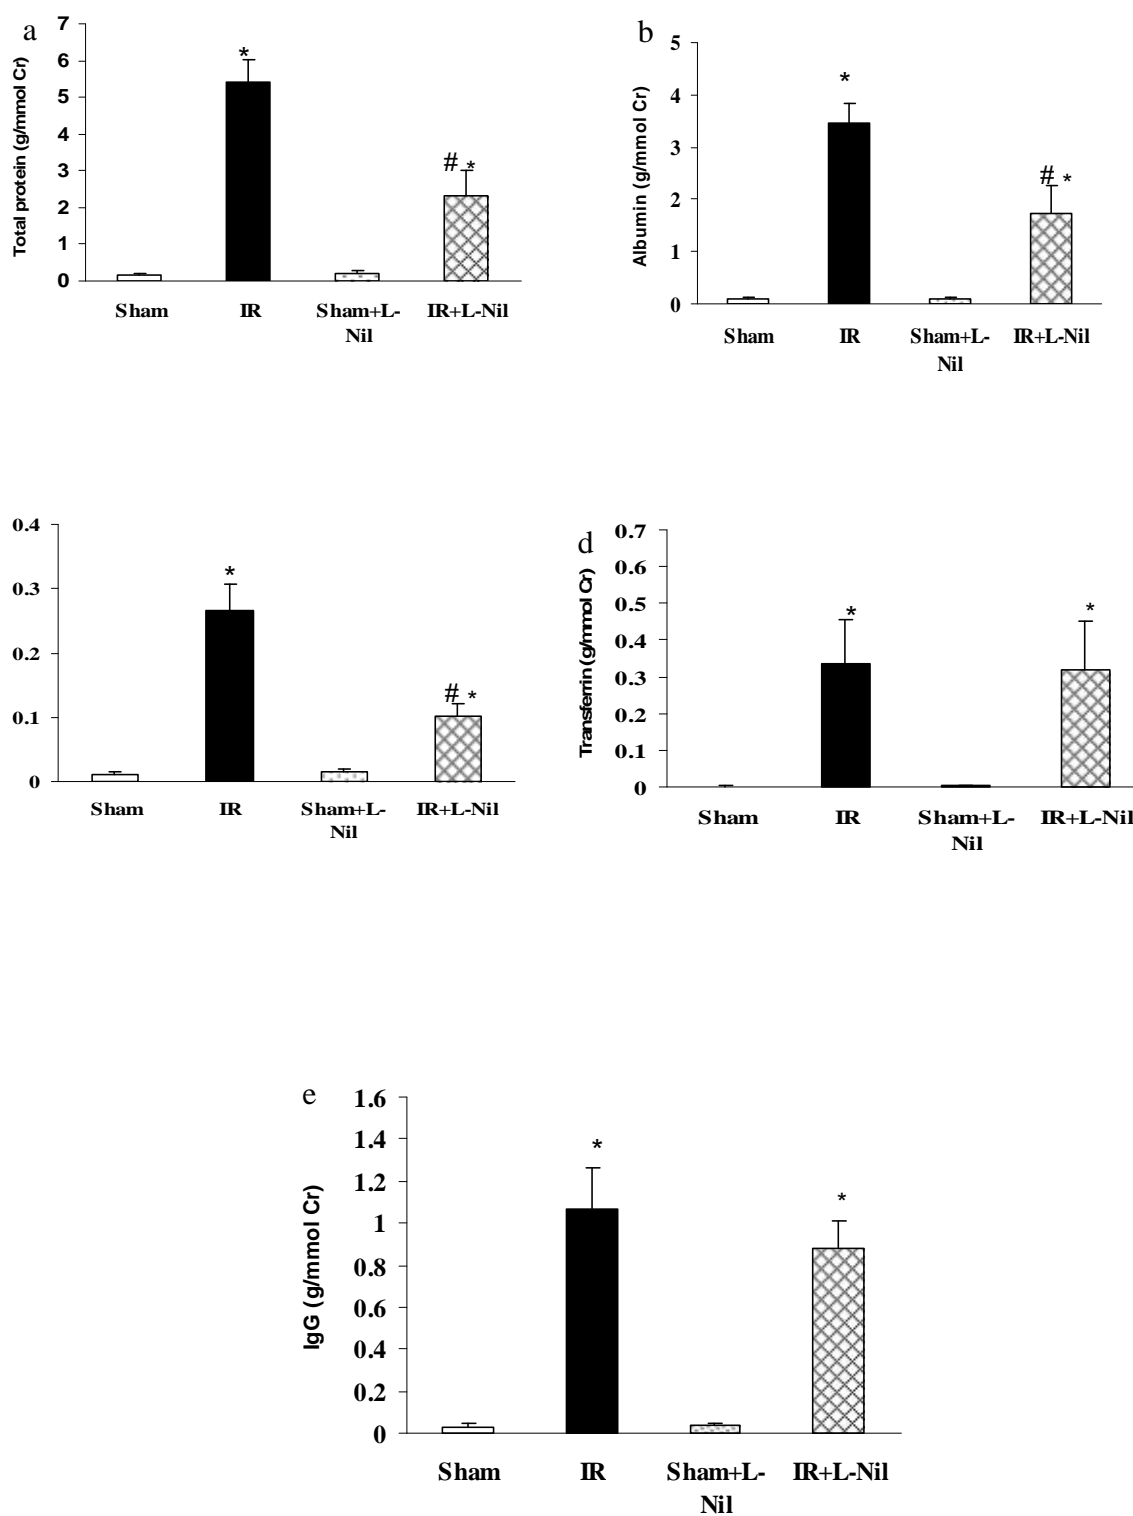 a
Total protein (g/mmol Cr)
7
6
5
4
3
2
1
0
*
# *
Sham IR Sham+L- IR+L-Nil
Nil
b
Albumin (g/mmol Cr)
5
4
3
2
1
0
*
# *
Sham IR Sham+L- IR+L-Nil
Nil
0.4
0.3
0.2
0.1
0
*
# *
Sham IR Sham+L- IR+L-Nil
Nil
d
Transferrin (g/mmol Cr)
0.7
0.6
0.5
0.4
0.3
0.2
0.1
0
*
*
Sham IR Sham+L- IR+L-Nil
Nil
e
IgG (g/mmol Cr)
1.6
1.4
1.2
1
0.8
0.6
0.4
0.2
0
*
*
Sham IR Sham+L- IR+L-Nil
Nil